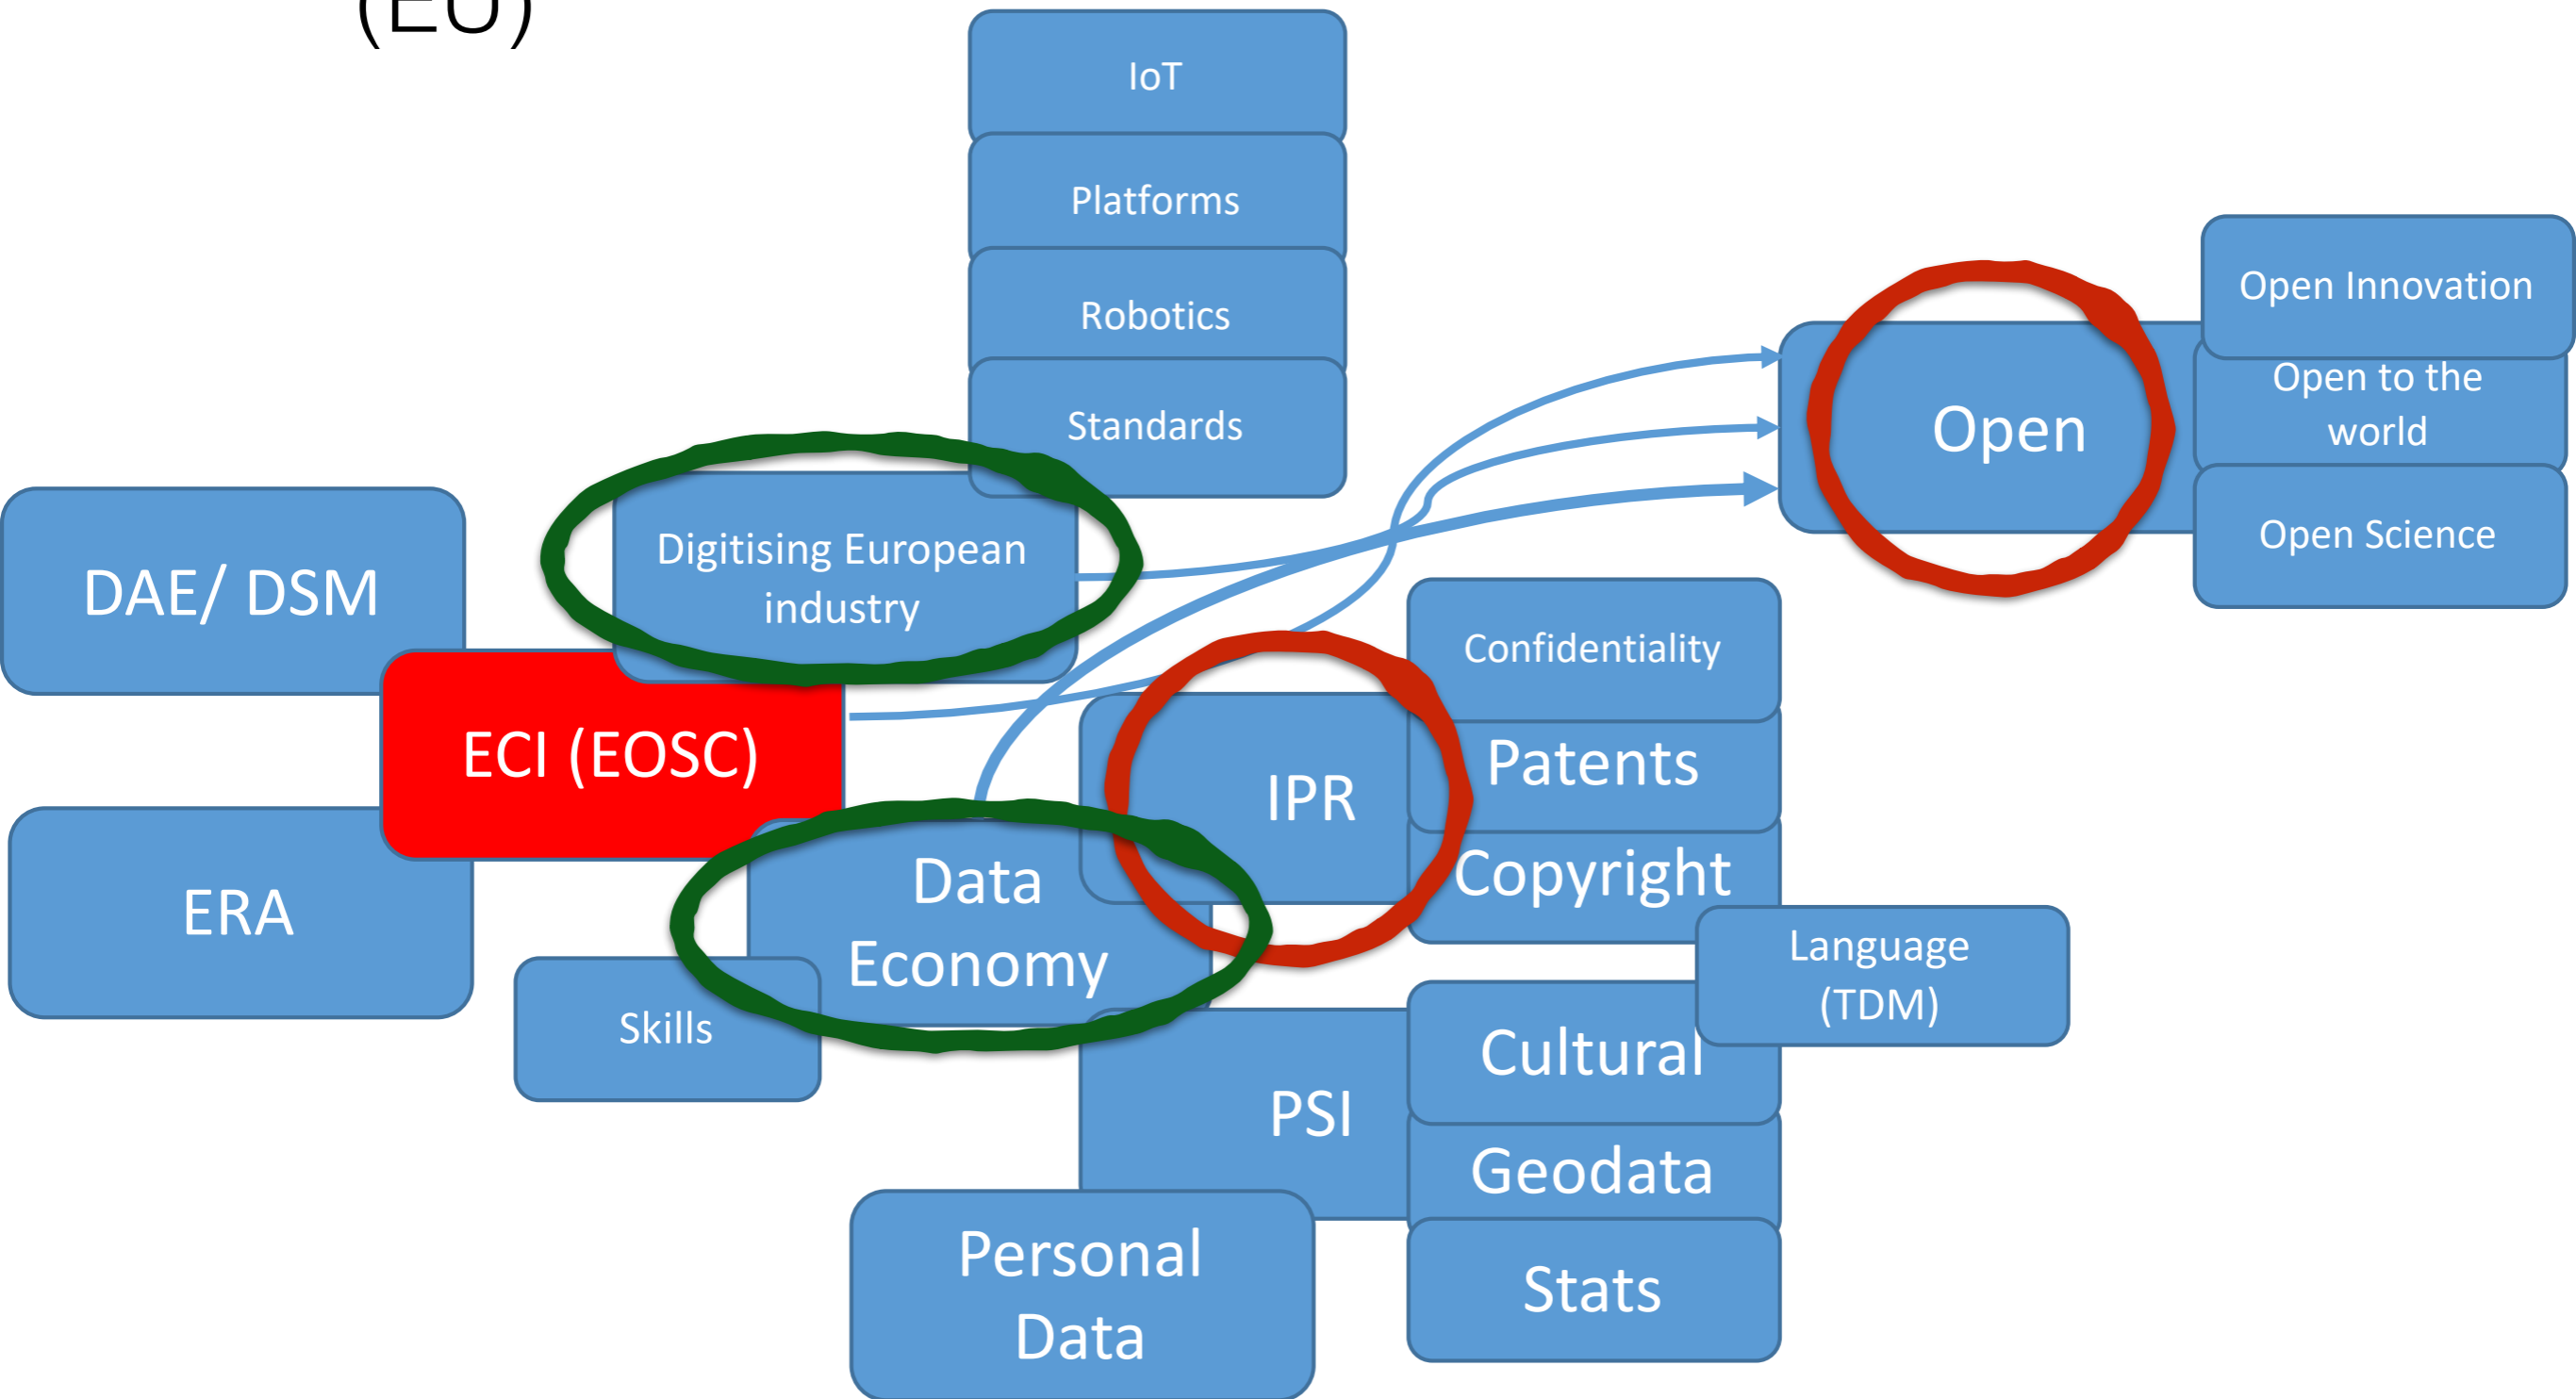 (EU)
IoT
Platforms
Robotics
Standards
Open Innovation
Open to the
world
Open Science
Open
Digitising European
industry
DAE/ DSM
ECI (EOSC)
ERA
Confidentiality
Patents
Copyright
IPR
Data
Economy
Skills
Language
(TDM)
Cultural
PSI
Geodata
Stats
Personal
Data